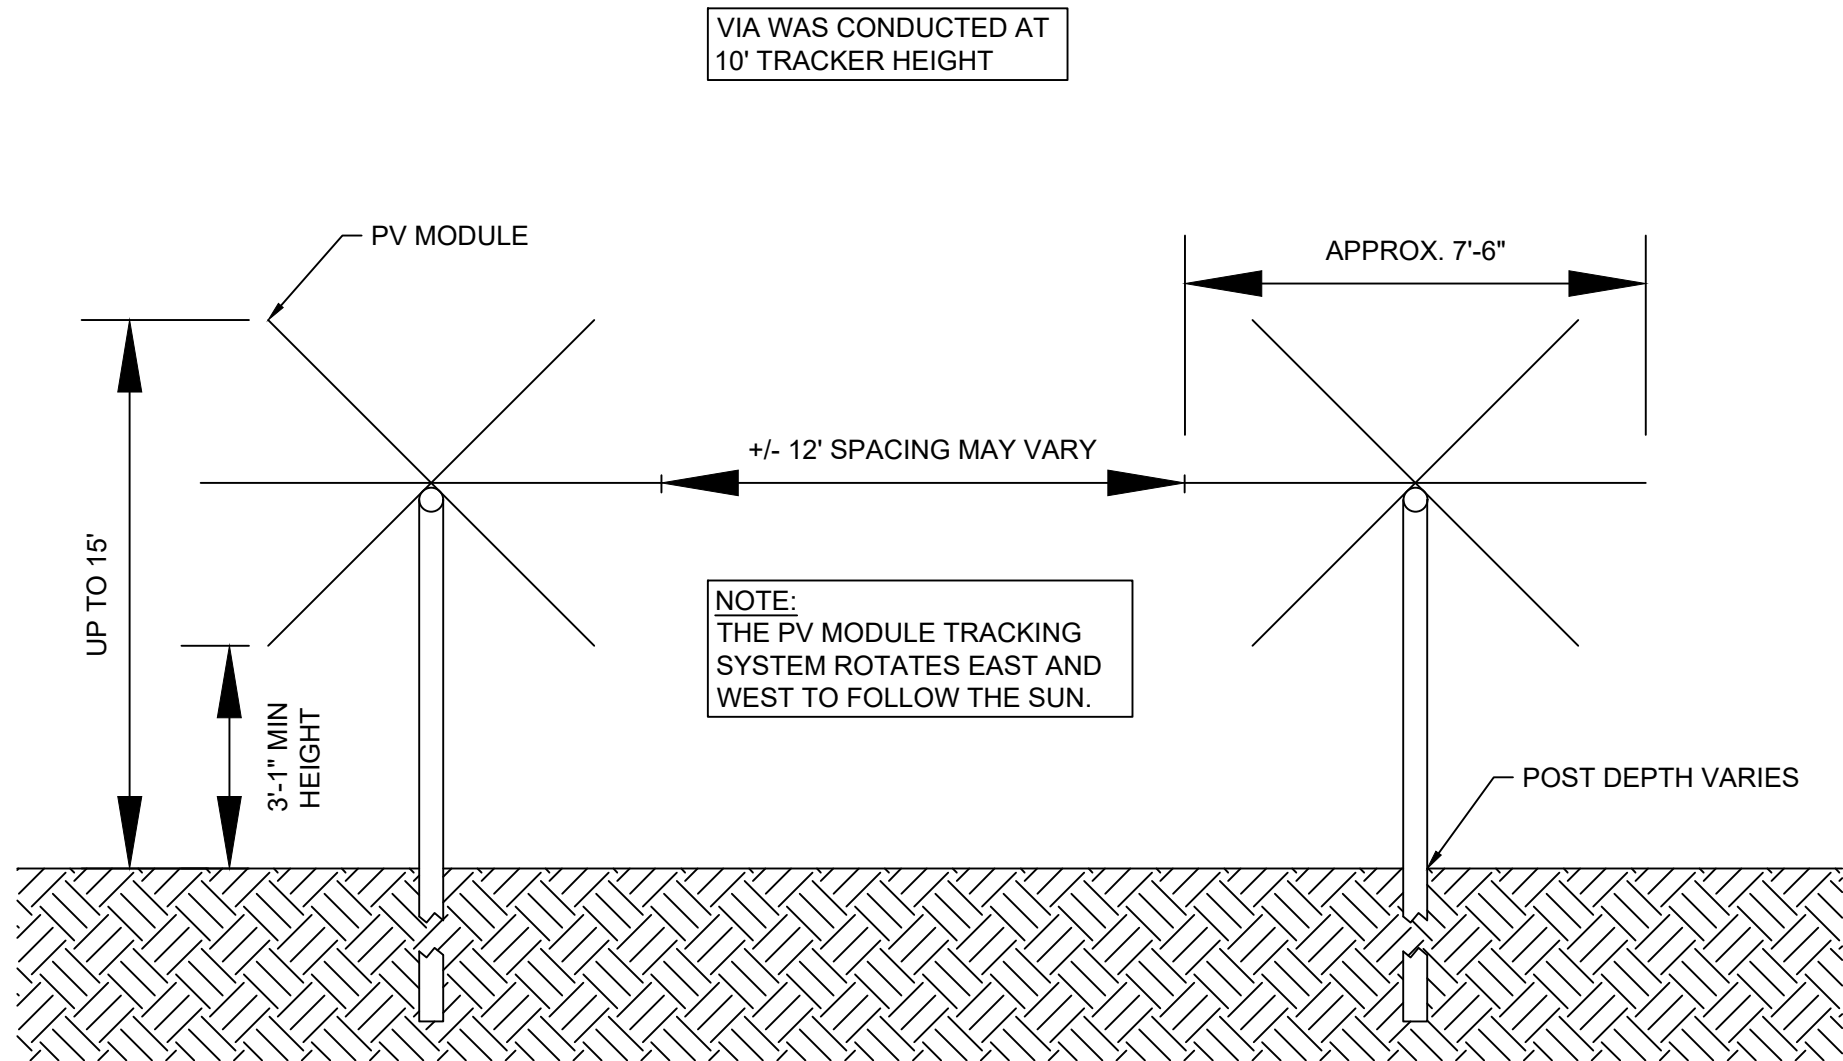 VIA WAS CONDUCTED AT
10' TRACKER HEIGHT
PV MODULE
APPROX. 7'-6"
+/- 12' SPACING MAY VARY
UP TO 15'
NOTE:
THE PV MODULE TRACKING
SYSTEM ROTATES EAST AND
WEST TO FOLLOW THE SUN.
3'-1" MIN
HEIGHT
POST DEPTH VARIES